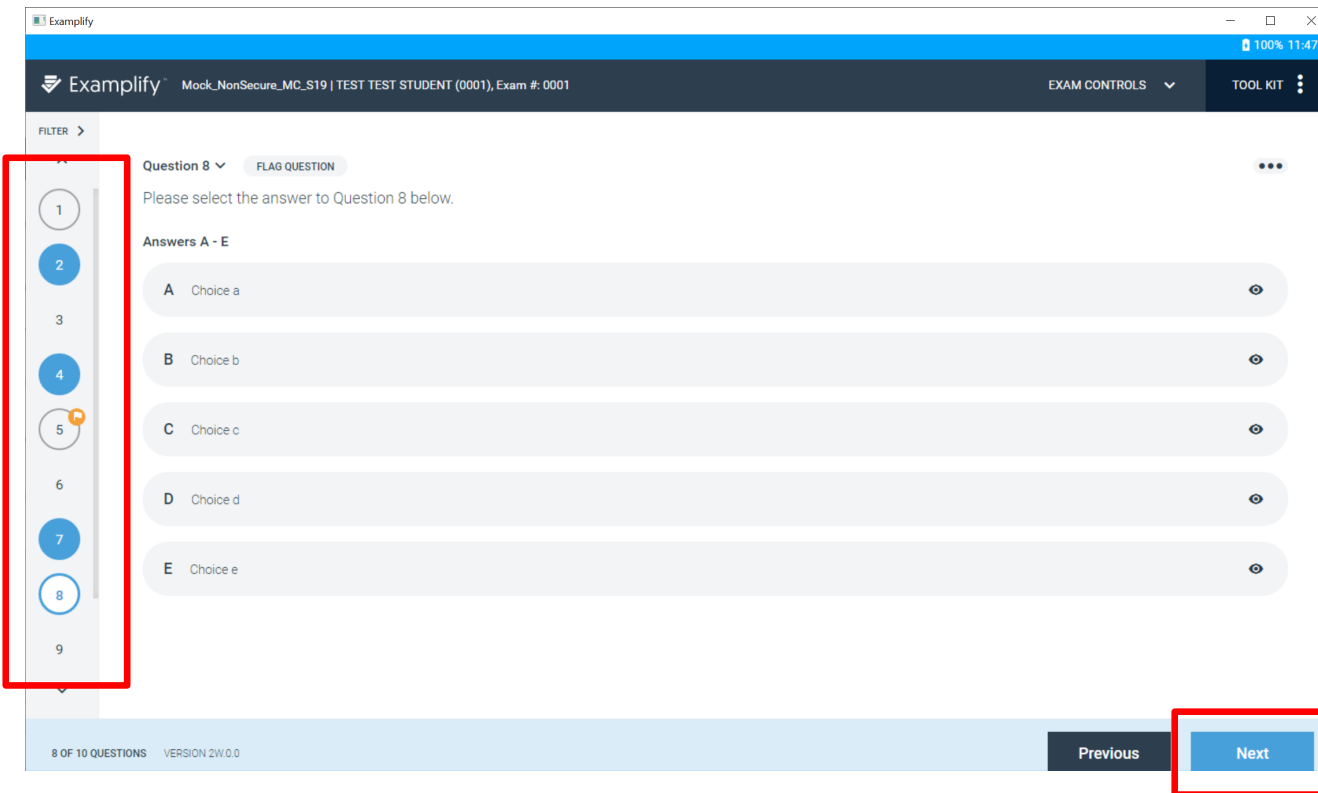 Examplify
100% 11:47
Examplify Mock_NonSecure_MC_S19 | TEST TEST STUDENT (0001), Exam #: 0001 EXAM CONTROLS TOOL KIT
FILTER
1
2
3
4
5
6
7
8
9
Question 8 FLAG QUESTION
Please select the answer to Question 8 below.
Answers A - E
A Choice a
B Choice b
C Choice c
D Choice d
E Choice e
8 OF 10 QUESTIONS VERSION 2W.0.0 Previous Next